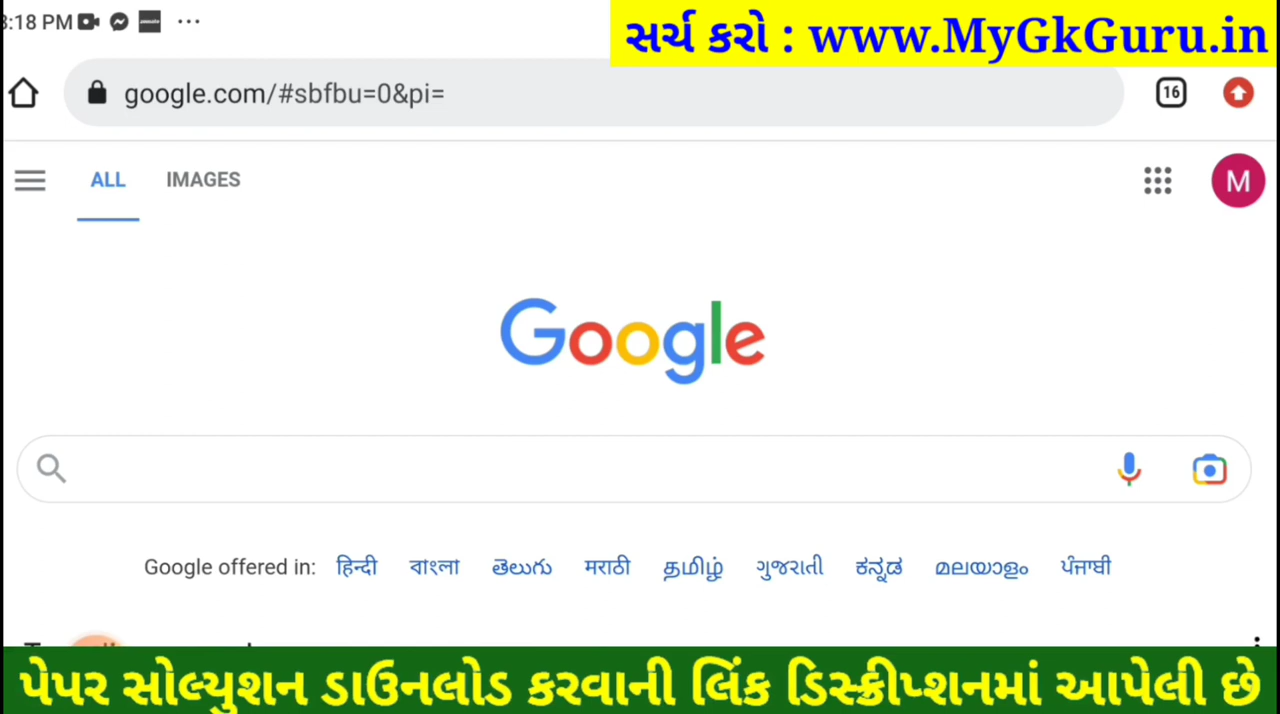 3:18 PM
સર્ચ કરો : www.MyGkGuru.in
google.com/#sbfbu=0&pi=
16
ALL IMAGES
M
Google
Google offered in: हिन्दी বাংলা తెలుగు मराठी தமிழ் ગુજરાતી ಕನ್ನಡ മലയാളം ਪੰਜਾਬੀ
પેપર સોલ્યુશન ડાઉનલોડ કરવાની લિંક ડિસ્ક્રીપ્શનમાં આપેલી છે